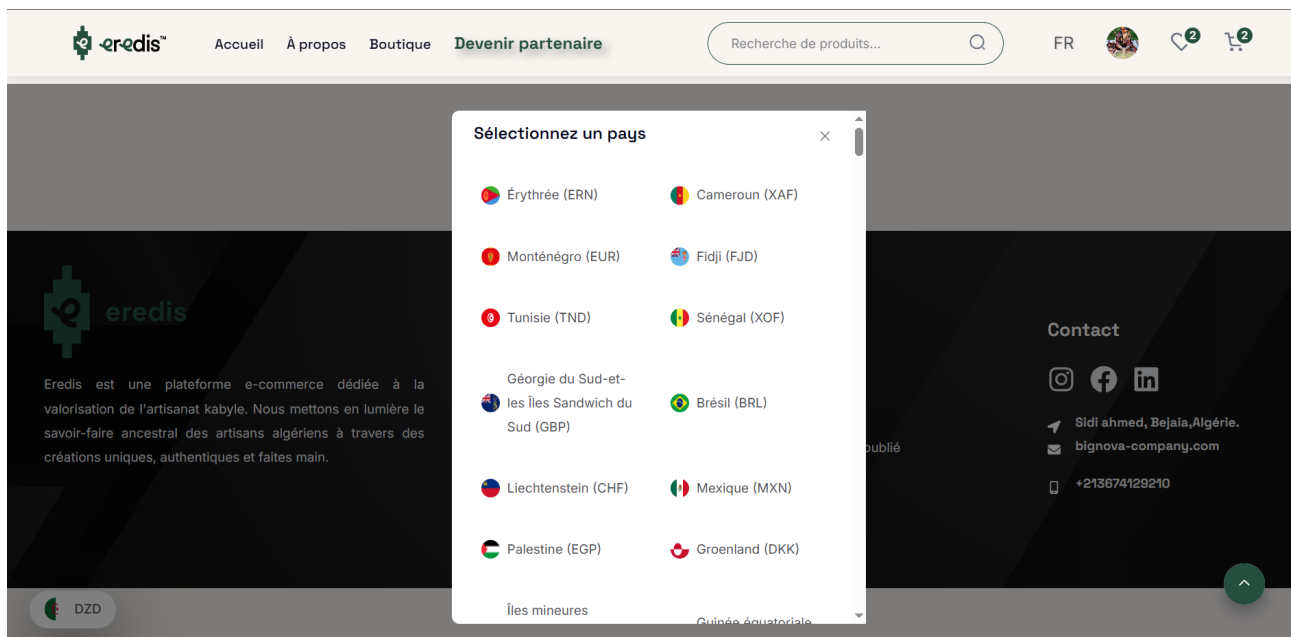 eredis™
Accueil À propos Boutique Devenir partenaire
Recherche de produits...
FR
2
2
Sélectionnez un pays
Érythrée (ERN)
Cameroun (XAF)
Monténégro (EUR)
Fidji (FJD)
Tunisie (TND)
Sénégal (XOF)
Géorgie du Sud-et-
les Îles Sandwich du
Sud (GBP)
Brésil (BRL)
Liechtenstein (CHF)
Mexique (MXN)
Palestine (EGP)
Groenland (DKK)
Îles mineures
Guinée équatoriale
eredis
Eredis est une plateforme e-commerce dédiée à la
valorisation de l'artisanat kabyle. Nous mettons en lumière le
savoir-faire ancestral des artisans algériens à travers des
créations uniques, authentiques et faites main.
oublié
Contact
Sidi ahmed, Bejaia,Algérie.
bignova-company.com
+213674129210
DZD